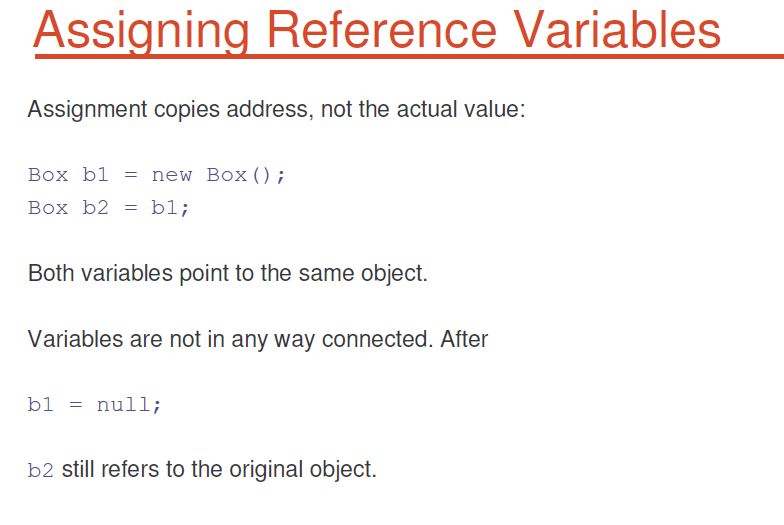 Assigning Reference Variables
Assignment copies address, not the actual value:
Box b1 = new Box();
Box b2 = b1;
Both variables point to the same object.
Variables are not in any way connected. After
b1 = null;
b2 still refers to the original object.